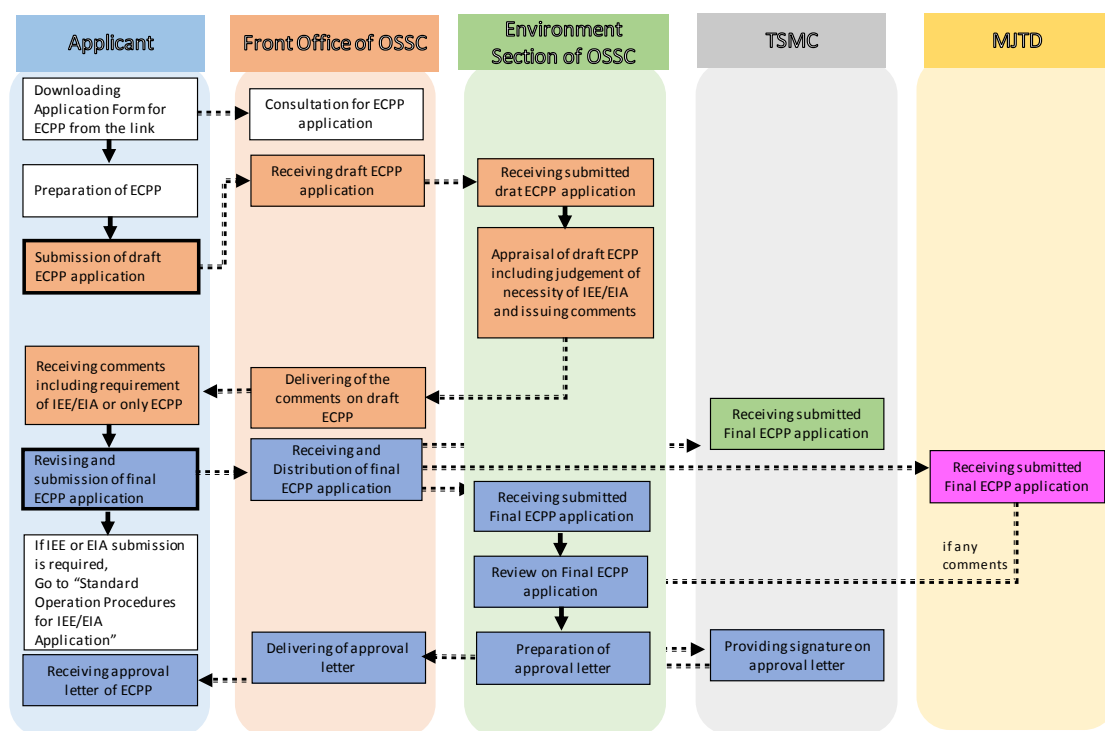 Applicant
Front Office of OSSC
Environment
Section of OSSC
TSMC
MJTD
Downloading
Application Form for
ECPP from the link
Consultation for ECPP
application
Preparation of ECPP
Receiving draft ECPP
application
Receiving submitted
drat ECPP application
Submission of draft
ECPP application
Appraisal of draft ECPP
including judgement of
necessity of IEE/EIA
and issuing comments
Receiving comments
including requirement
of IEE/EIA or only ECPP
Delivering of the
comments on draft
ECPP
Receiving submitted
Final ECPP application
Revising and
submission of final
ECPP application
Receiving and
Distribution of final
ECPP application
Receiving submitted
Final ECPP application
Receiving submitted
Final ECPP application
If IEE or EIA submission
is required,
Go to “Standard
Operation Procedures
for IEE/EIA
Application”
Review on Final ECPP
application
if any
comments
Receiving approval
letter of ECPP
Delivering of approval
letter
Preparation of
approval letter
Providing signature on
approval letter